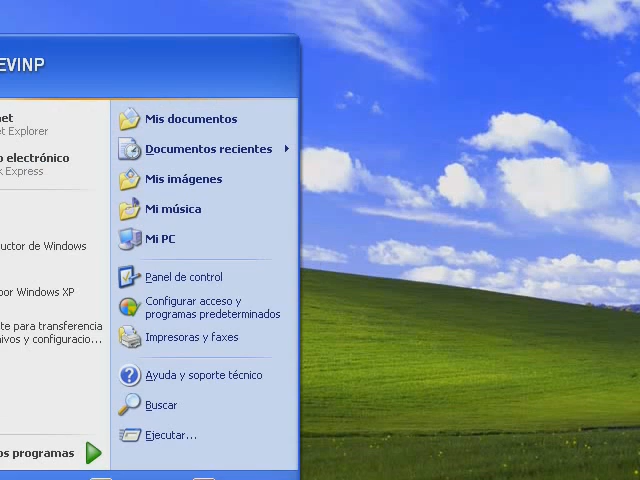 EVINP
net
et Explorer
o electrónico
k Express
uctor de Windows
por Windows XP
te para transferencia
ivos y configuracio...
os programas
Mis documentos
Documentos recientes
Mis imágenes
Mi música
Mi PC
Panel de control
Configurar acceso y
programas predeterminados
Impresoras y faxes
Ayuda y soporte técnico
Buscar
Ejecutar...